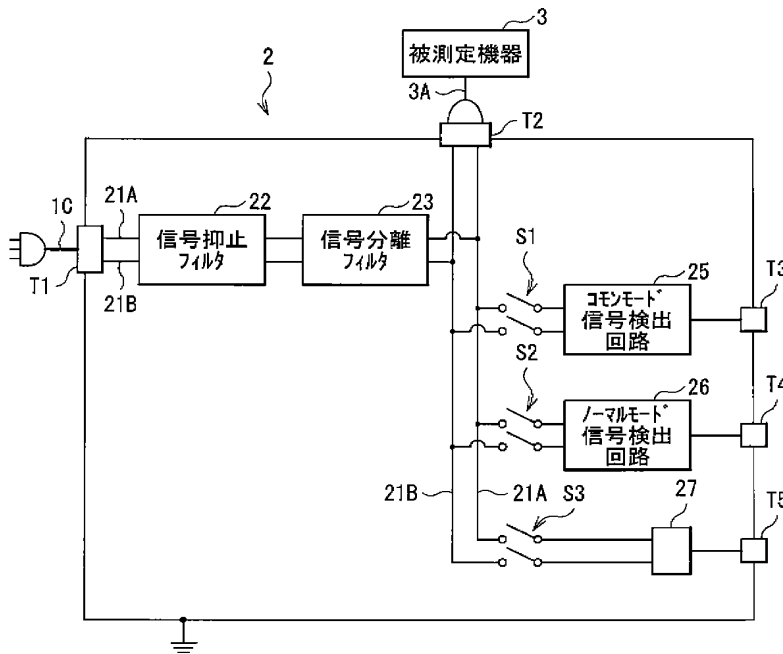 3
被測定機器
2
3A
T2
1C
21A
22
23
信号抑止
フィルタ
信号分離
フィルタ
T1
21B
S1
25
T3
コモンモード
信号検出
回路
S2
26
T4
ノーマルモード
信号検出
回路
21B
21A
S3
27
T5